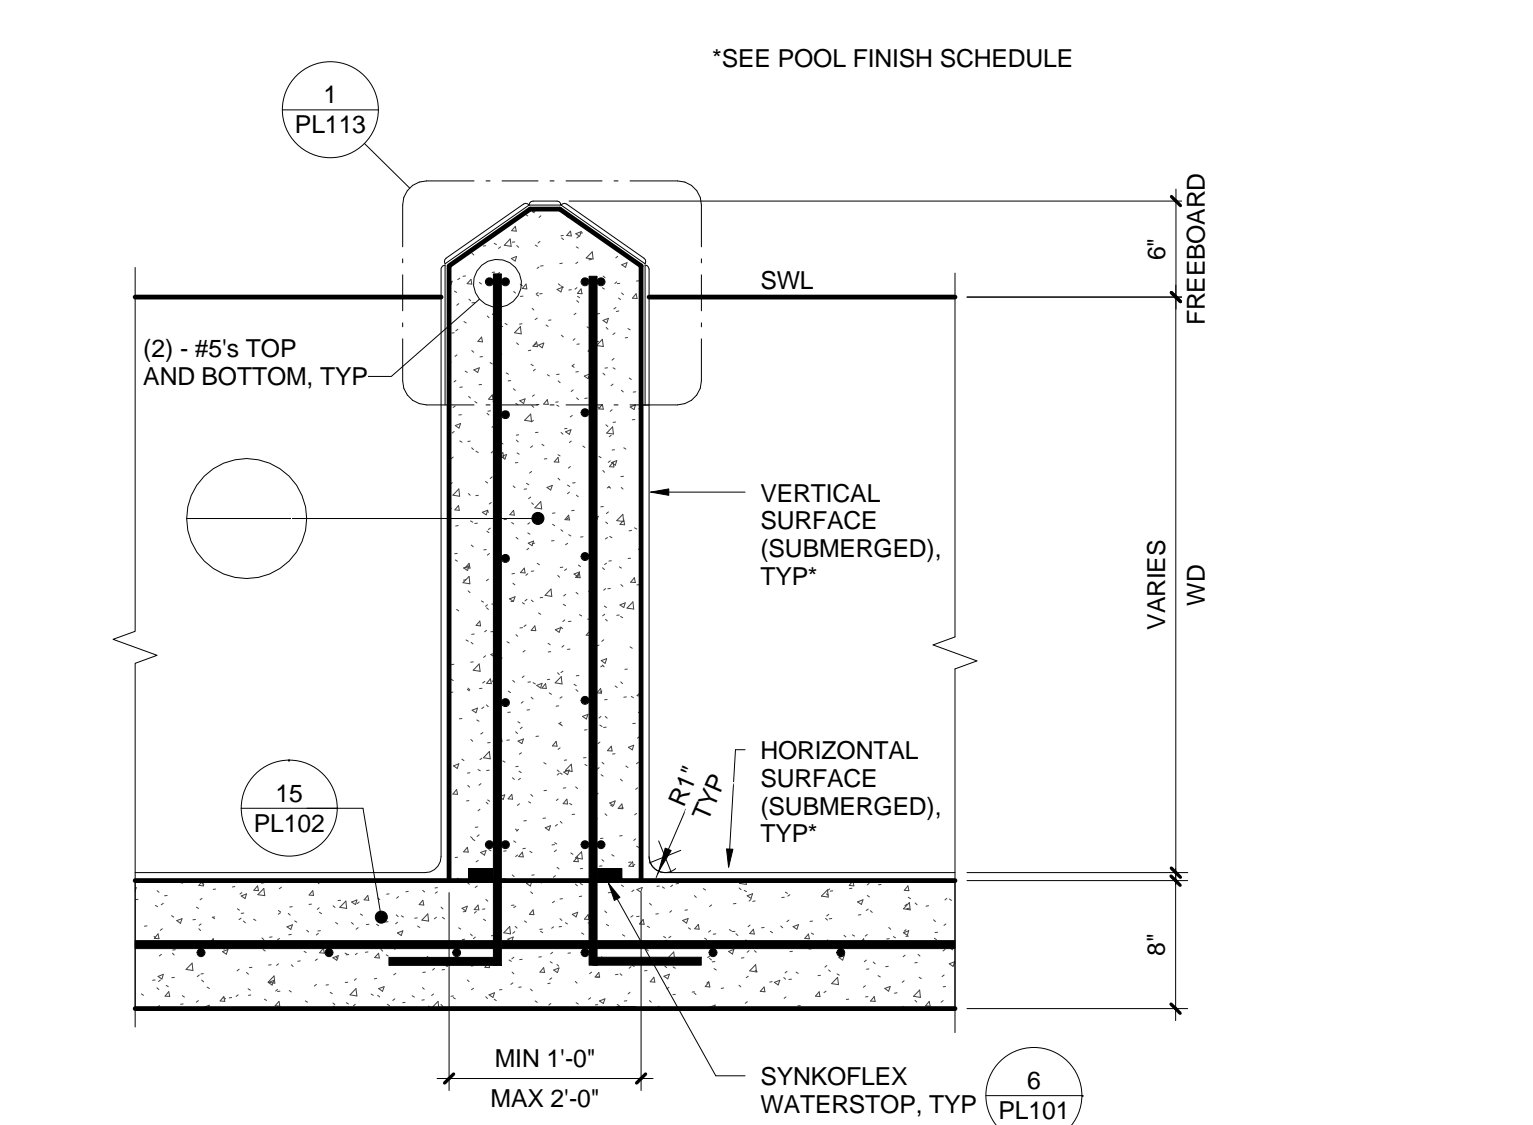 *SEE POOL FINISH SCHEDULE
1
PL113
6"
FREEBOARD
SWL
(2) - #5's TOP
AND BOTTOM, TYP
VERTICAL
SURFACE
(SUBMERGED),
TYP*
VARIES
WD
HORIZONTAL
SURFACE
(SUBMERGED),
TYP*
R1"
TYP
15
PL102
8"
MIN 1'-0"
MAX 2'-0"
SYNKOFLEX
WATERSTOP, TYP
6
PL101